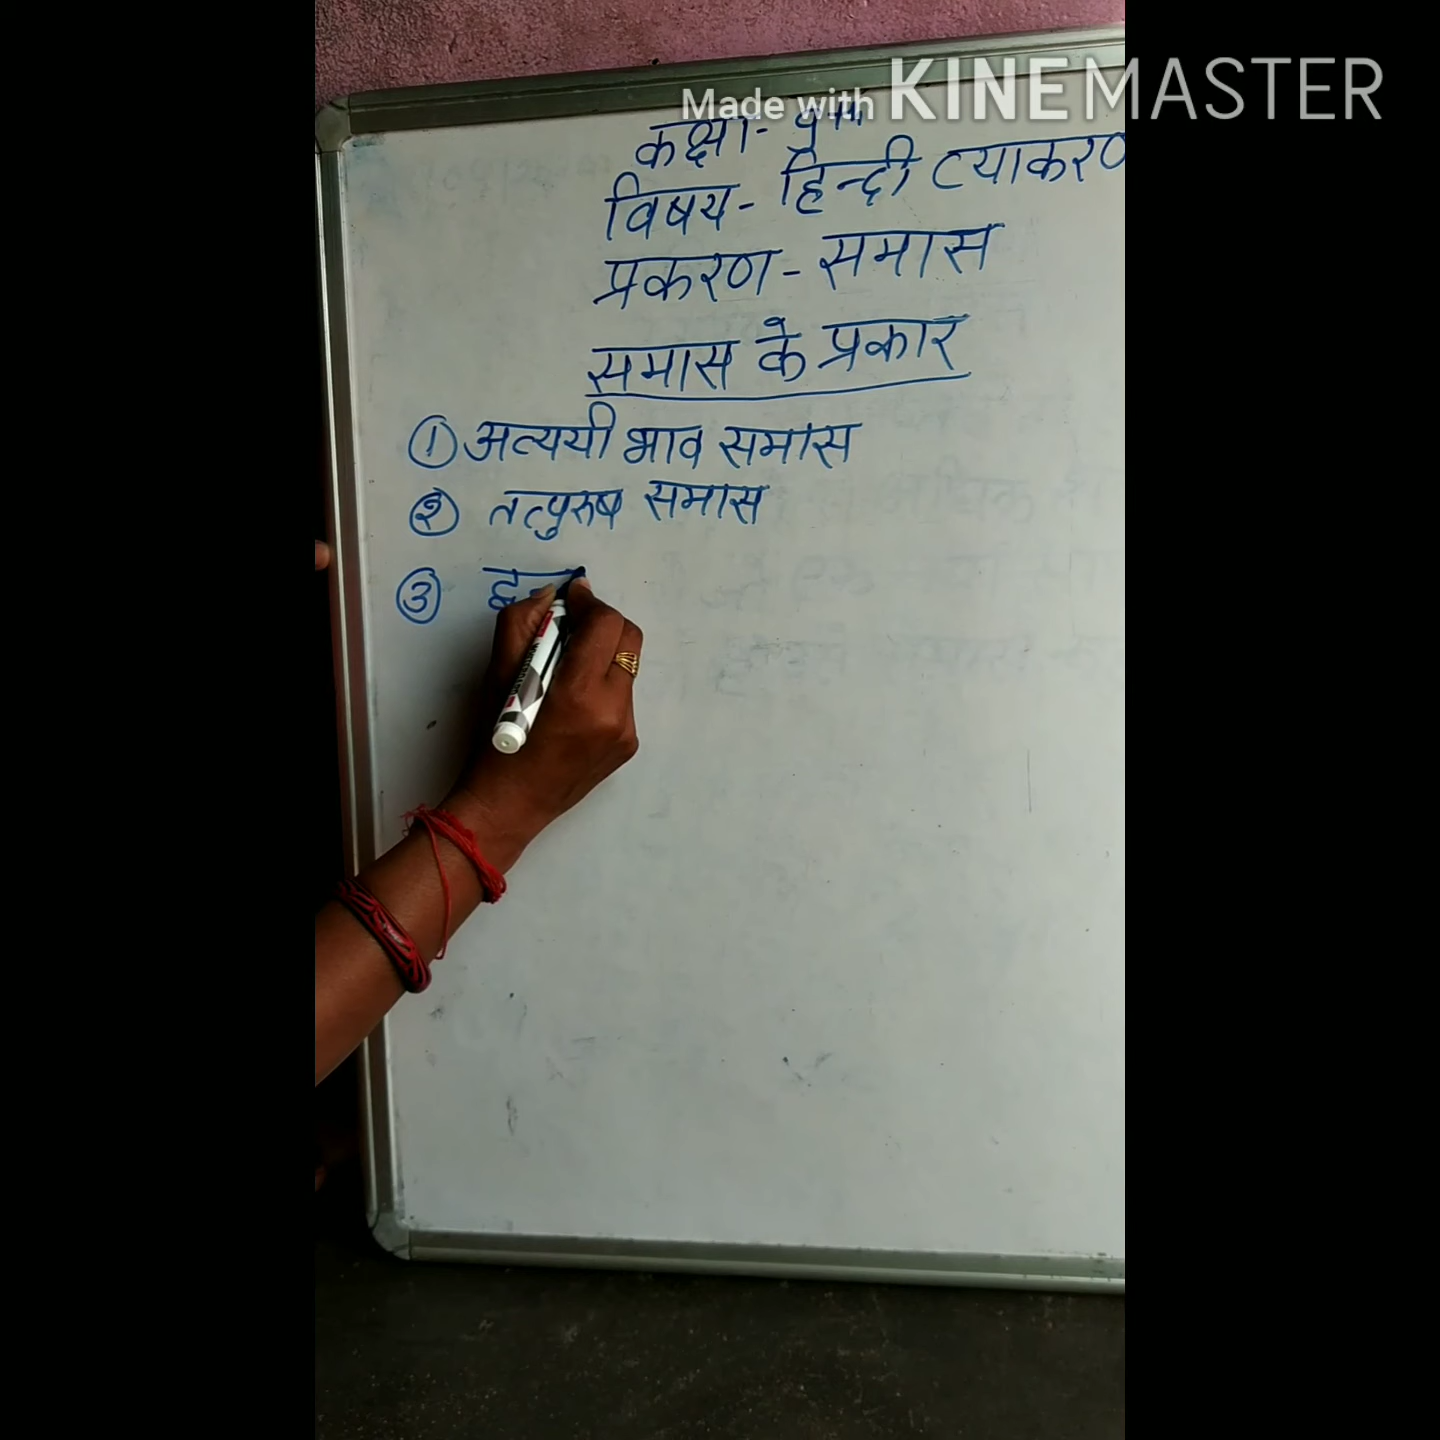 Made with KINEMASTER
कक्षा-
विषय- हिन्दी व्याकरण
प्रकरण- समास
समास के प्रकार
① अव्ययी भाव समास
② तत्पुरुष समास
③